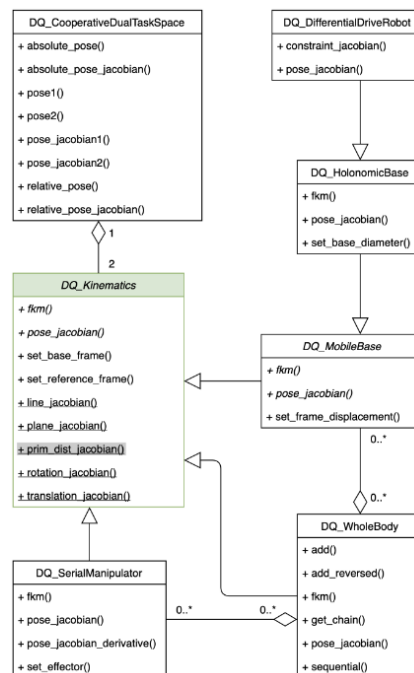 DQ_CooperativeDualTaskSpace
+ absolute_pose()
+ absolute_pose_jacobian()
+ pose1()
+ pose2()
+ pose_jacobian1()
+ pose_jacobian2()
+ relative_pose()
+ relative_pose_jacobian()
1
2
DQ_DifferentialDriveRobot
+ constraint_jacobian()
+ pose_jacobian()
DQ_HolonomicBase
+ fkm()
+ pose_jacobian()
+ set_base_diameter()
DQ_Kinematics
+ fkm()
+ pose_jacobian()
+ set_base_frame()
+ set_reference_frame()
+ line_jacobian()
+ plane_jacobian()
+ prim_dist_jacobian()
+ rotation_jacobian()
+ translation_jacobian()
DQ_MobileBase
+ fkm()
+ pose_jacobian()
+ set_frame_displacement()
0..*
0..*
DQ_WholeBody
+ add()
+ add_reversed()
+ fkm()
+ get_chain()
+ pose_jacobian()
+ sequential()
DQ_SerialManipulator
+ fkm()
+ pose_jacobian()
+ pose_jacobian_derivative()
+ set_effector()
0..*
0..*